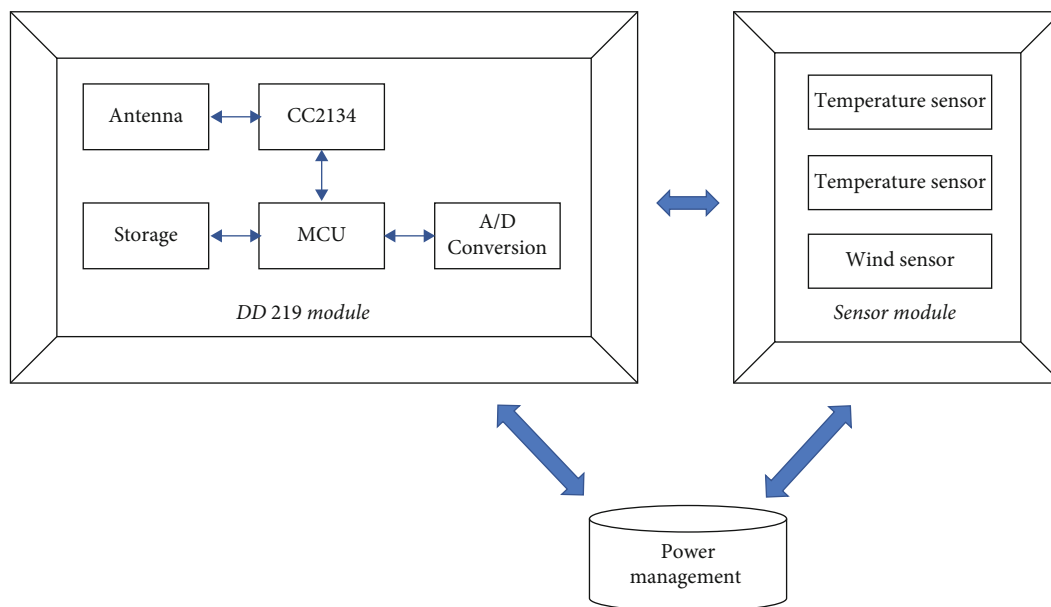 Antenna
CC2134
Storage
MCU
A/D
Conversion
DD 219 module
Temperature sensor
Temperature sensor
Wind sensor
Sensor module
Power
management